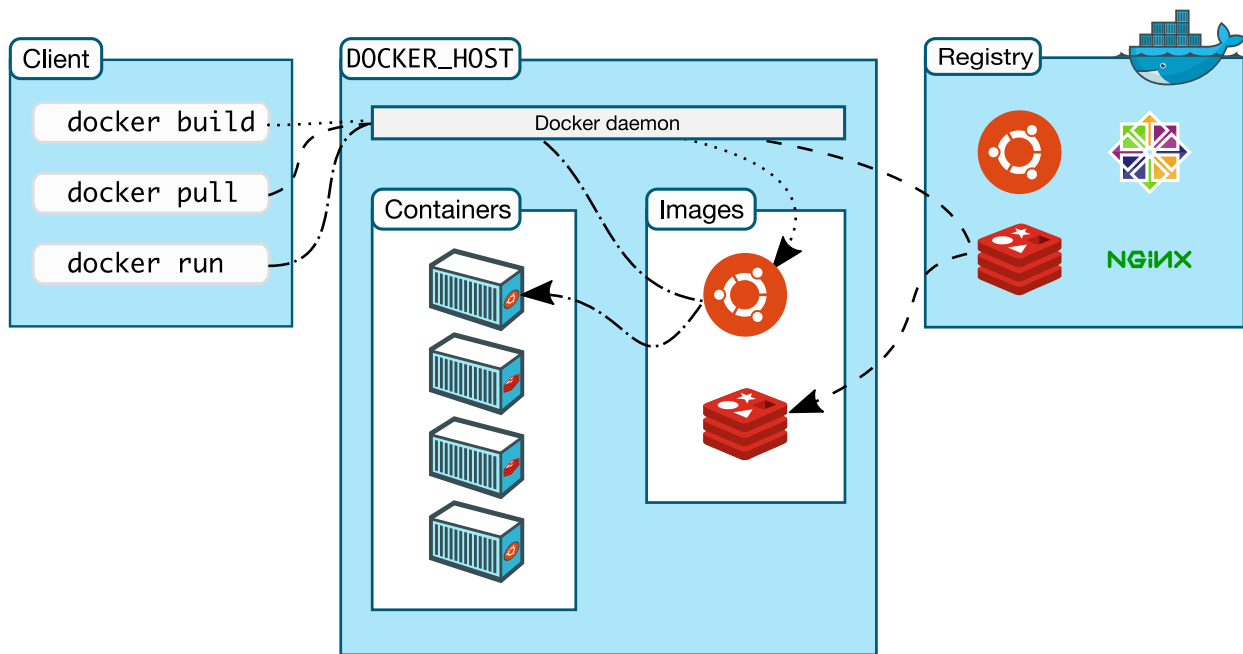 Client
docker build
docker pull
docker run
DOCKER_HOST
Docker daemon
Containers
Images
Registry
NGiNX